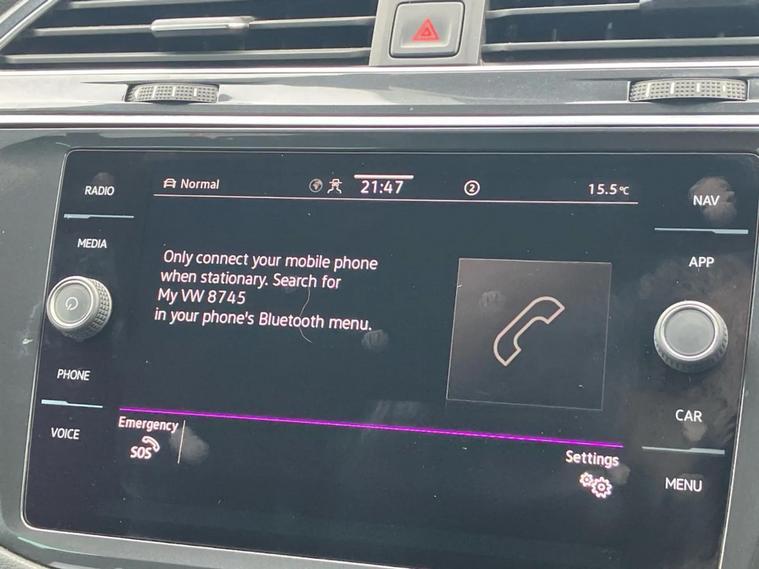 RADIO
Normal
21:47
2
15.5°C
NAV
MEDIA
APP
Only connect your mobile phone
when stationary. Search for
My VW 8745
in your phone's Bluetooth menu.
PHONE
CAR
VOICE
Emergency
SOS
Settings
MENU